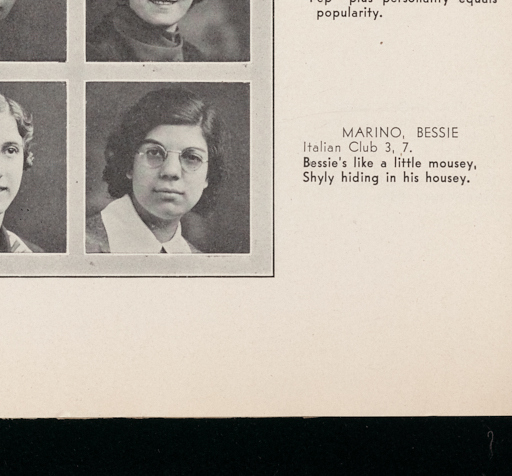 plus personality equals
popularity.
MARINO, BESSIE
Italian Club 3, 7.
Bessie's like a little mousey,
Shyly hiding in his housey.